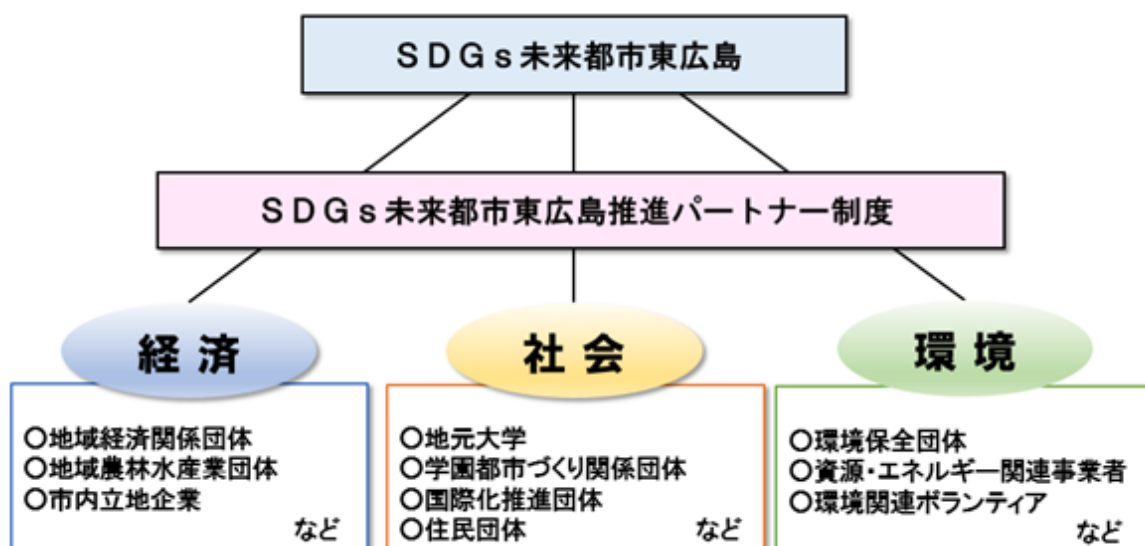 ＳＤＧｓ未来都市東広島
ＳＤＧｓ未来都市東広島推進パートナー制度
経済
○地域経済関係団体
○地域農林水産業団体
○市内立地企業
など
社会
○地元大学
○学園都市づくり関係団体
○国際化推進団体
○住民団体 など
環境
○環境保全団体
○資源・エネルギー関連事業者
○環境関連ボランティア
など